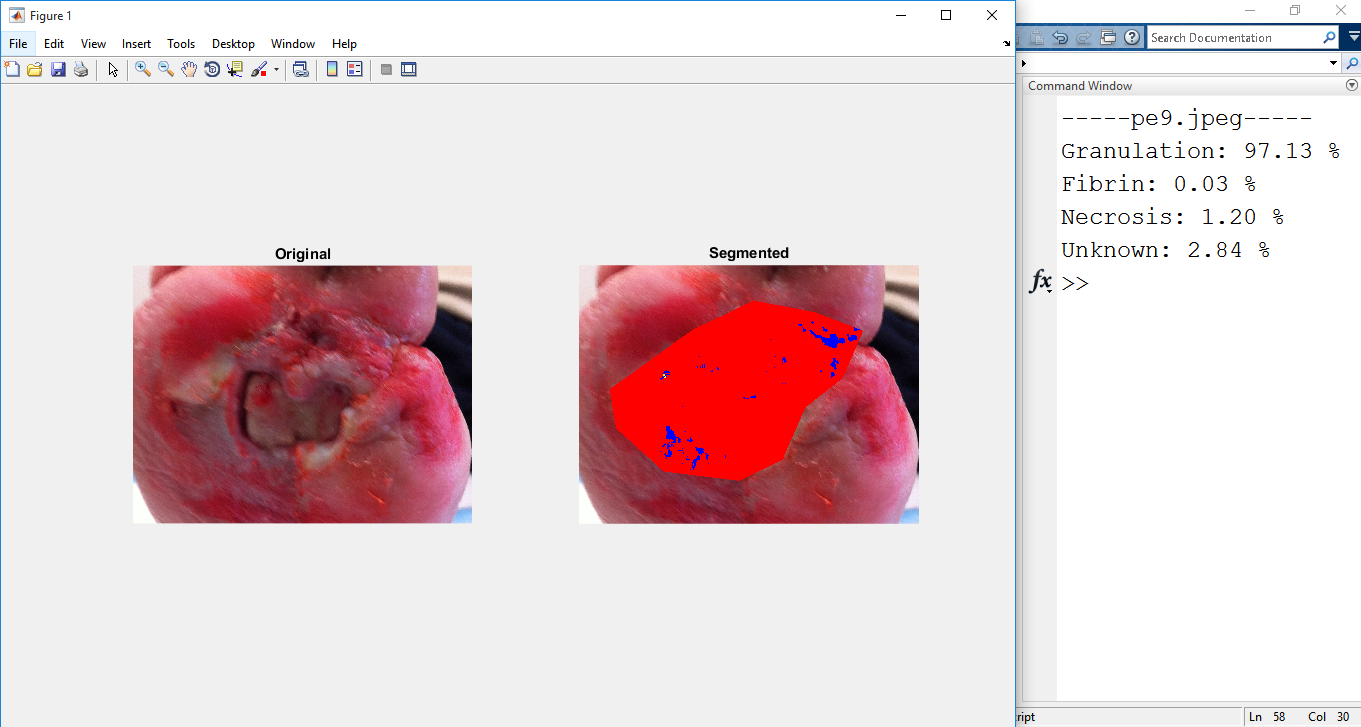 Figure 1
File Edit View Insert Tools Desktop Window Help
Original
Segmented
Search Documentation
Command Window
-----pe9.jpeg-----
Granulation: 97.13 %
Fibrin: 0.03 %
Necrosis: 1.20 %
Unknown: 2.84 %
fx >>
ript
Ln 58 Col 30